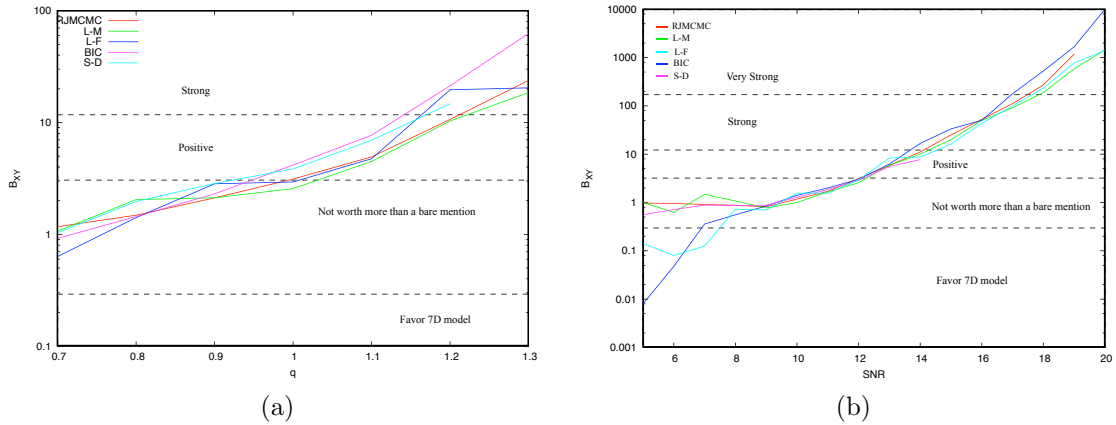 RJMCMC
L-M
L-F
BIC
S-D
100
10
1
0.1
B_XY
Strong
Positive
Not worth more than a bare mention
Favor 7D model
0.7 0.8 0.9 1 1.1 1.2 1.3
q
(a)
RJMCMC
L-M
L-F
BIC
S-D
10000
1000
100
10
1
0.1
0.01
0.001
B_XY
Very Strong
Strong
Positive
Not worth more than a bare mention
Favor 7D model
6 8 10 12 14 16 18 20
SNR
(b)